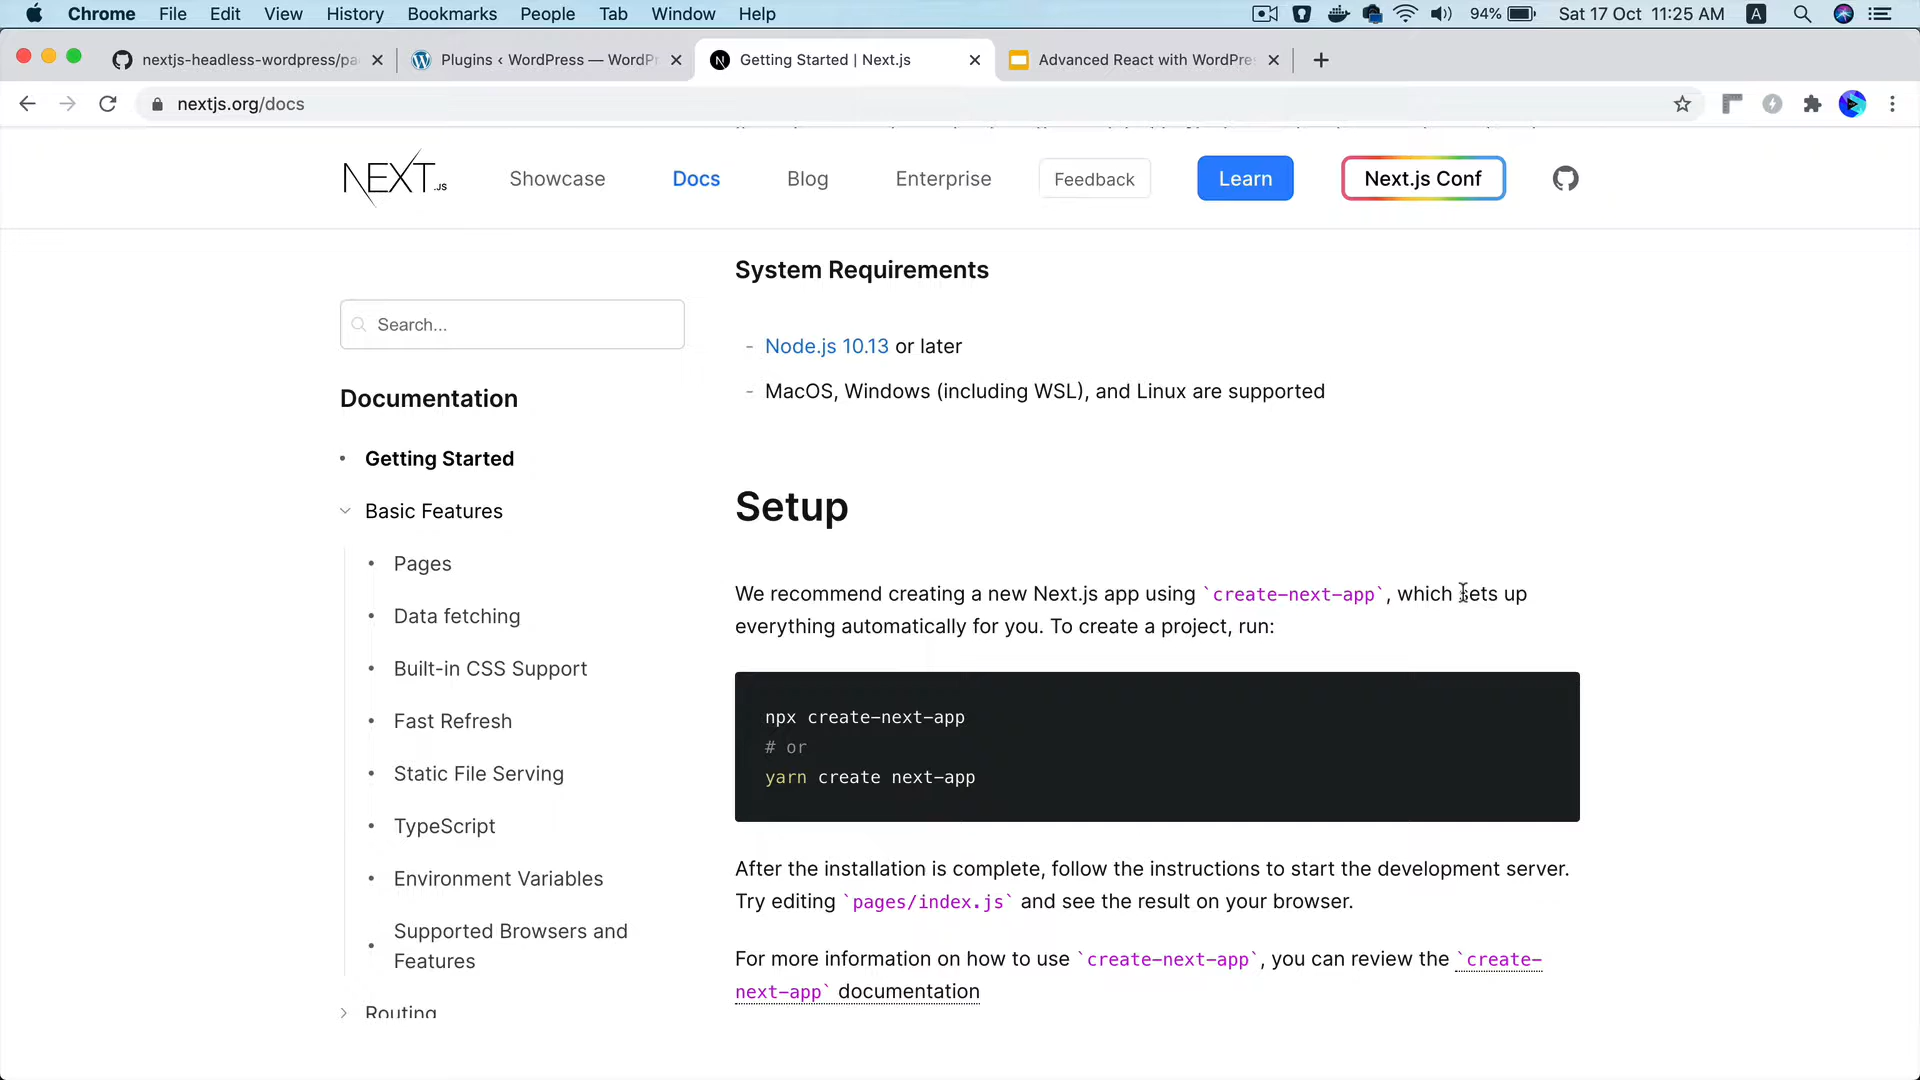 Chrome File Edit View History Bookmarks People Tab Window Help 94% Sat 17 Oct 11:25 AM A
nextjs-headless-wordpress/pa Plugins ‹ WordPress — WordP Getting Started | Next.js Advanced React with WordPre
nextjs.org/docs
NEXT.JS Showcase Docs Blog Enterprise Feedback Learn Next.js Conf
Search...
Documentation
Getting Started
Basic Features
Pages
Data fetching
Built-in CSS Support
Fast Refresh
Static File Serving
TypeScript
Environment Variables
Supported Browsers and
Features
Routing
System Requirements
- Node.js 10.13 or later
- MacOS, Windows (including WSL), and Linux are supported
Setup
We recommend creating a new Next.js app using `create-next-app`, which sets up
everything automatically for you. To create a project, run:
npx create-next-app
# or
yarn create next-app
After the installation is complete, follow the instructions to start the development server.
Try editing `pages/index.js` and see the result on your browser.
For more information on how to use `create-next-app`, you can review the `create-
next-app` documentation